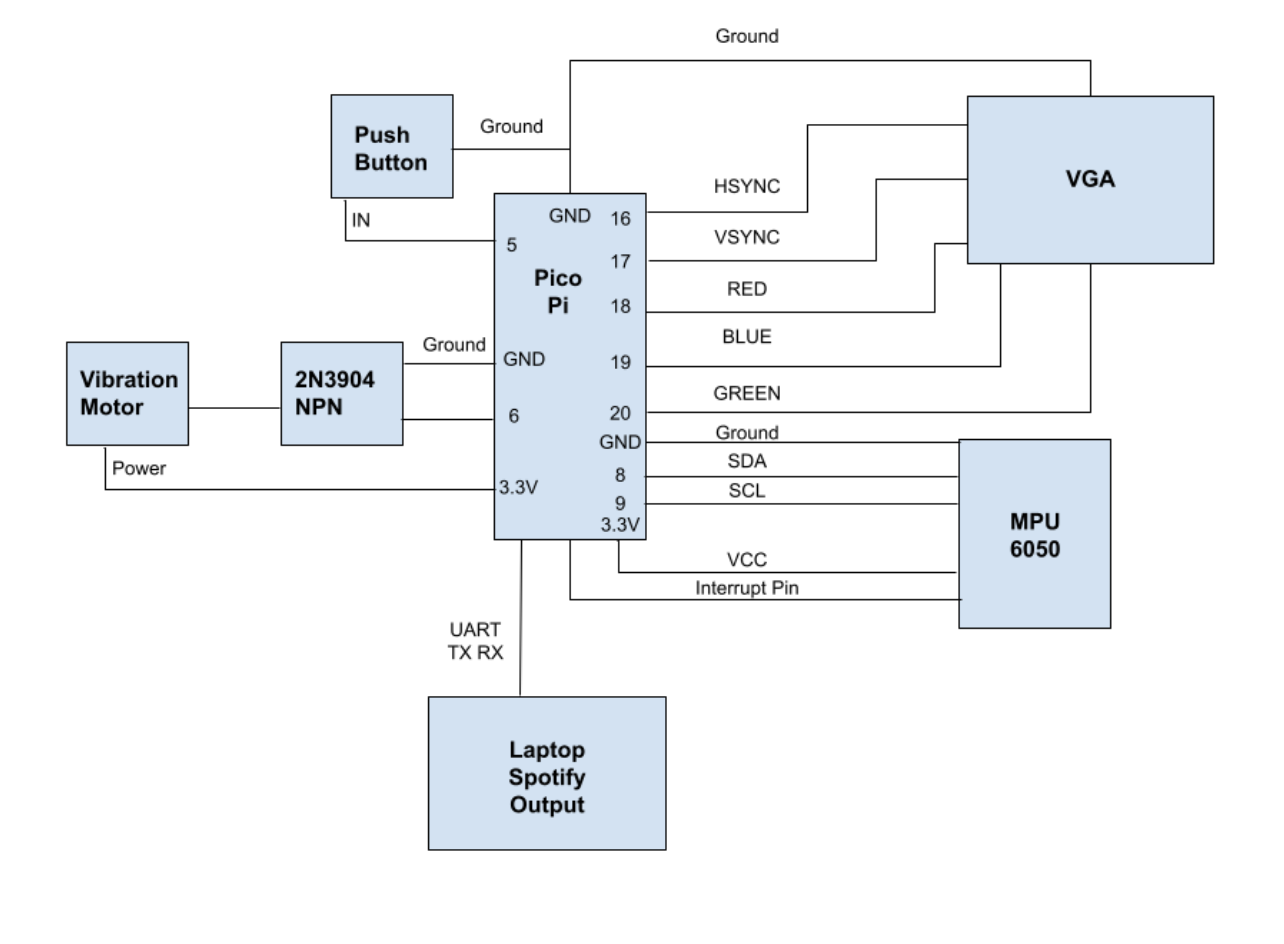 Ground
Push
Button
Ground
VGA
IN
HSYNC
GND
16
5
VSYNC
17
Pico
Pi
RED
18
BLUE
19
Ground
GND
Vibration
Motor
2N3904
NPN
GREEN
20
6
Ground
GND
SDA
8
Power
3.3V
SCL
9
3.3V
MPU
6050
VCC
Interrupt Pin
UART
TX RX
Laptop
Spotify
Output